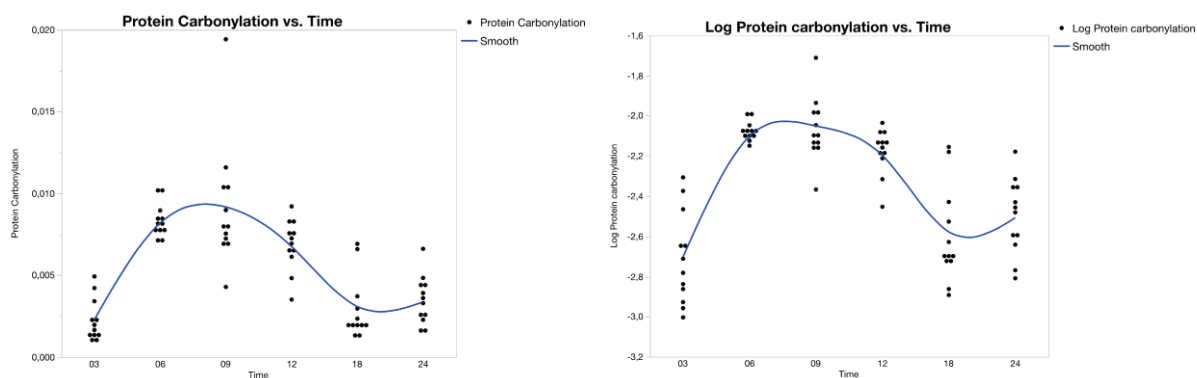 Protein Carbonylation vs. Time
Protein Carbonylation
Smooth
0,020
0,015
0,010
0,005
0,000
Protein Carbonylation
03 06 09 12 18 24
Time
Log Protein carbonylation vs. Time
Log Protein carbonylation
Smooth
-1,6
-1,8
-2,0
-2,2
-2,4
-2,6
-2,8
-3,0
-3,2
Log Protein carbonylation
03 06 09 12 18 24
Time